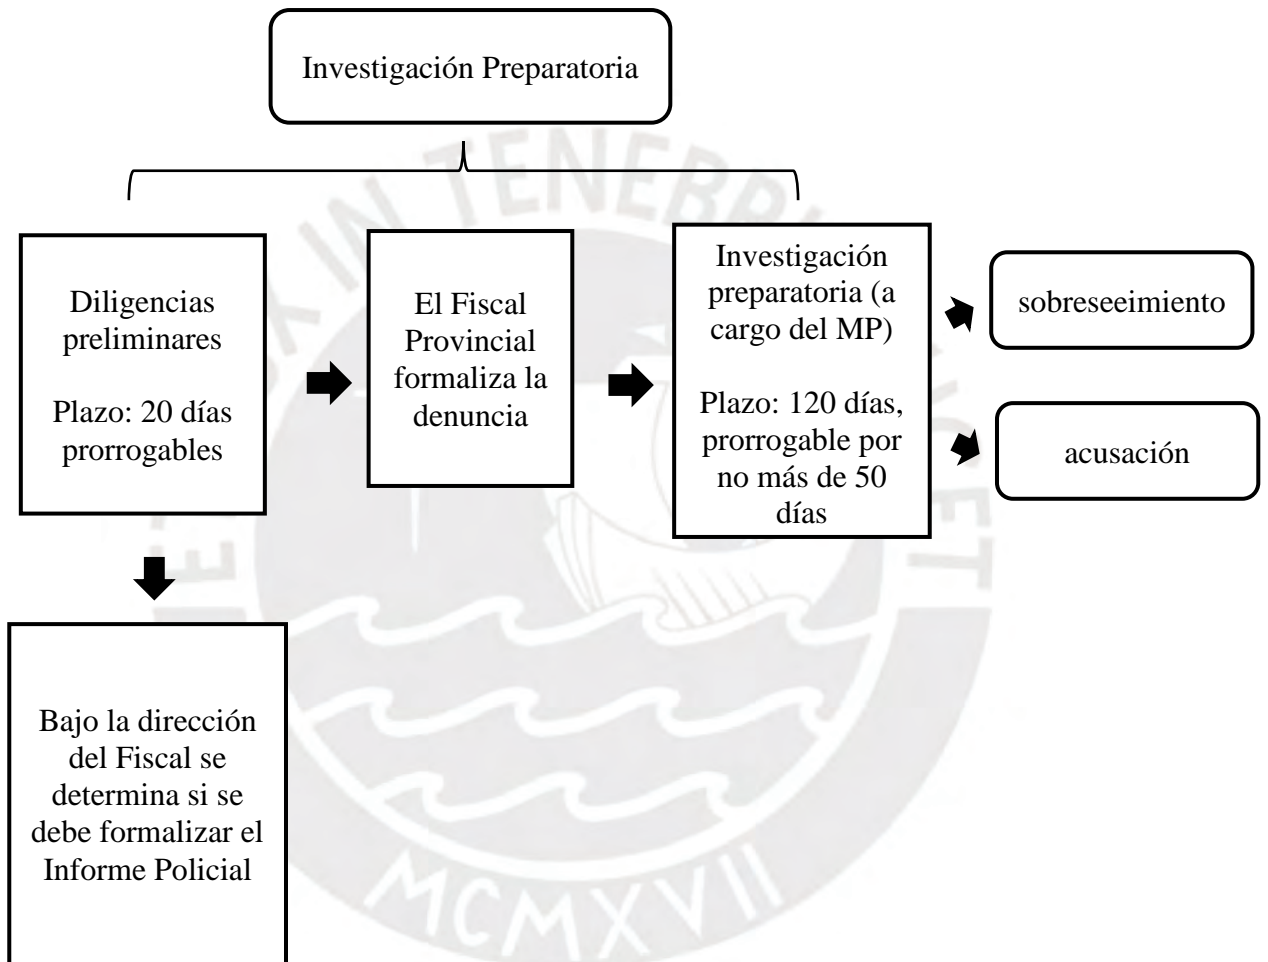 Investigación Preparatoria
Diligencias
preliminares
Plazo: 20 días
prorrogables
El Fiscal
Provincial
formaliza la
denuncia
Investigación
preparatoria (a
cargo del MP)
Plazo: 120 días,
prorrogable por
no más de 50
días
sobreseeimiento
acusación
Bajo la dirección
del Fiscal se
determina si se
debe formalizar el
Informe Policial
MCMXVII